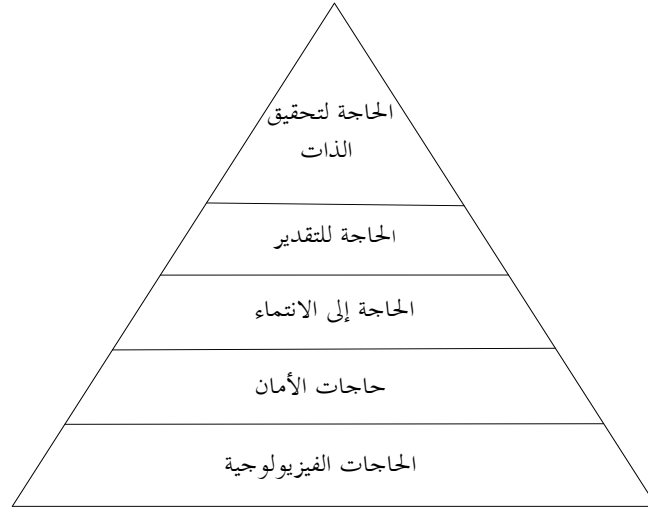 الحاجة لتحقيق
الذات
الحاجة للتقدير
الحاجة إلى الانتماء
حاجات الأمان
الحاجات الفيزيولوجية